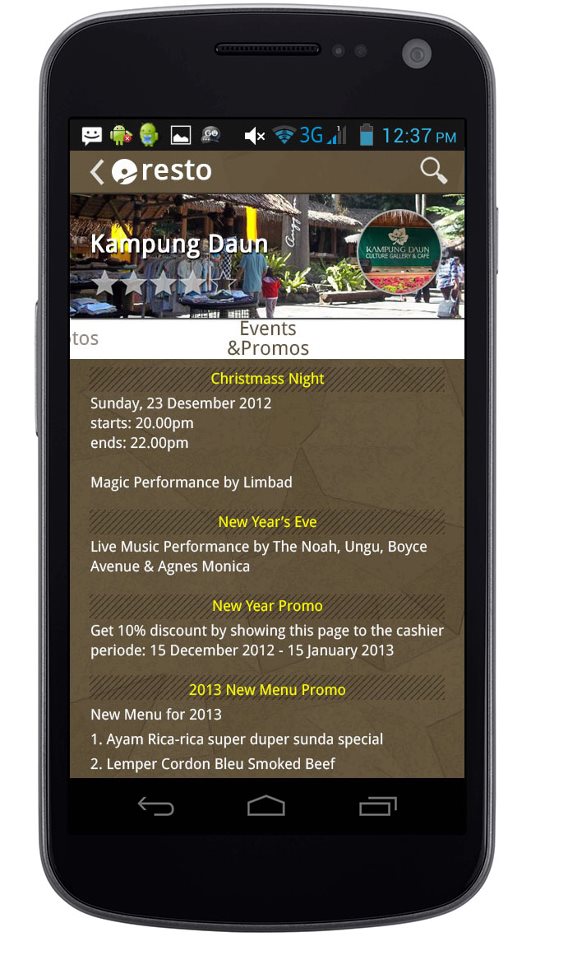 3G 12:37 PM
resto
Kampung Daun
KAMPUNG DAUN
CULTURE GALLERY & CAFE
otos
Events
&Promos
Christmass Night
Sunday, 23 Desember 2012
starts: 20.00pm
ends: 22.00pm
Magic Performance by Limbad
New Year's Eve
Live Music Performance by The Noah, Ungu, Boyce
Avenue & Agnes Monica
New Year Promo
Get 10% discount by showing this page to the cashier
periode: 15 December 2012 - 15 January 2013
2013 New Menu Promo
New Menu for 2013
1. Ayam Rica-rica super duper sunda special
2. Lemper Cordon Bleu Smoked Beef